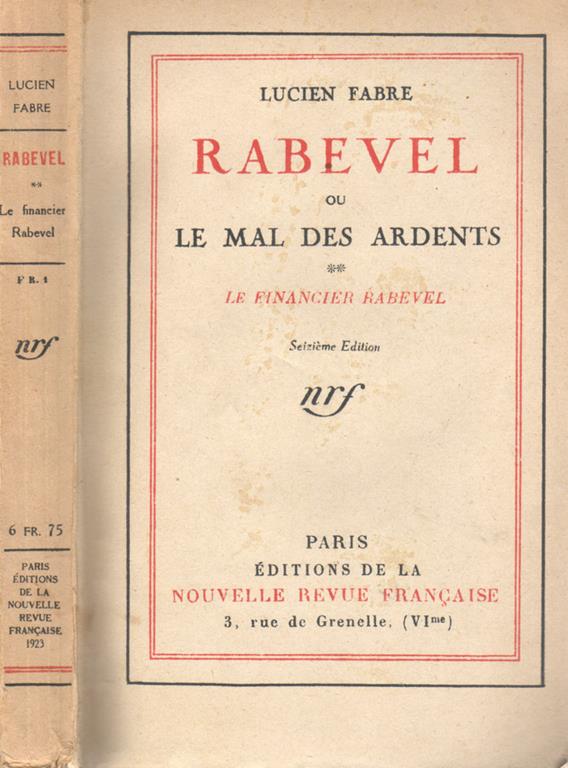 LUCIEN
FABRE
RABEVEL
**
Le financier
Rabevel
FR. 1
nrf
6 FR. 75
PARIS
ÉDITIONS
DE LA
NOUVELLE
REVUE
FRANÇAISE
1923
LUCIEN FABRE
RABEVEL
OU
LE MAL DES ARDENTS
**
LE FINANCIER RABEVEL
Seizième Edition
nrf
PARIS
ÉDITIONS DE LA
NOUVELLE REVUE FRANÇAISE
3, rue de Grenelle, (VIme)